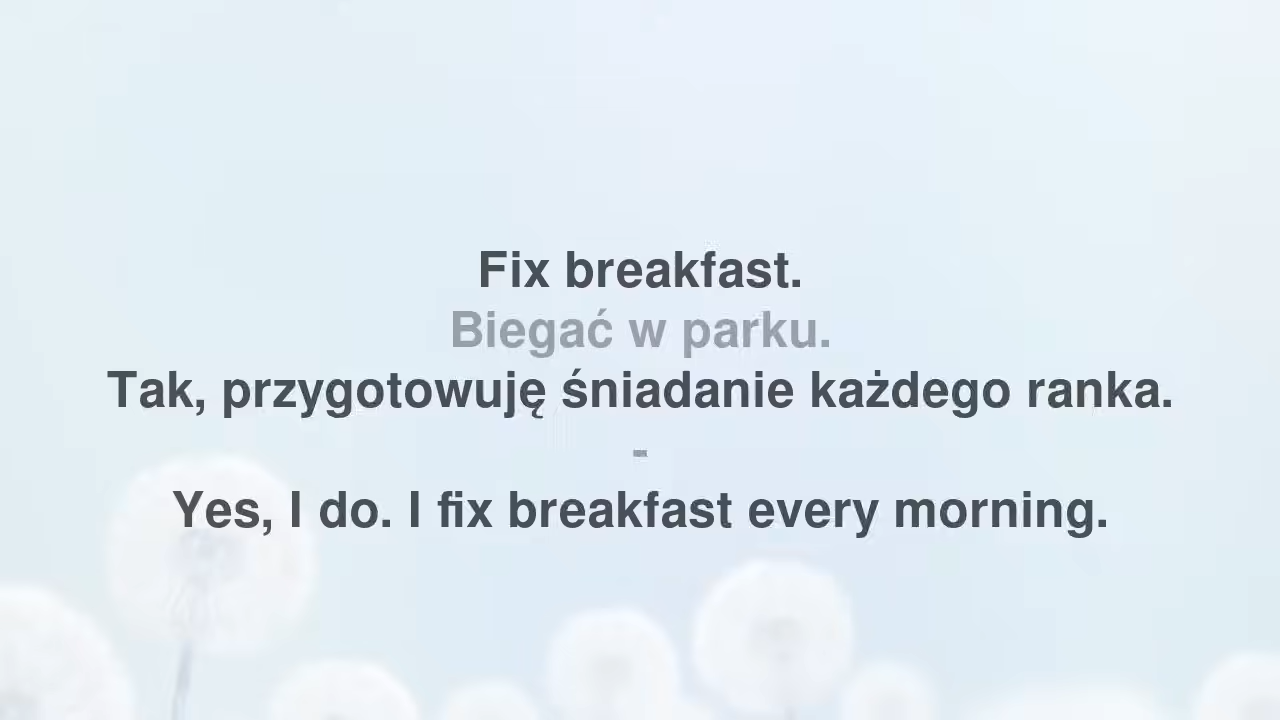 Fix breakfast.
Biegać w parku.
Tak, przygotowuję śniadanie każdego ranka.
-
Yes, I do. I fix breakfast every morning.